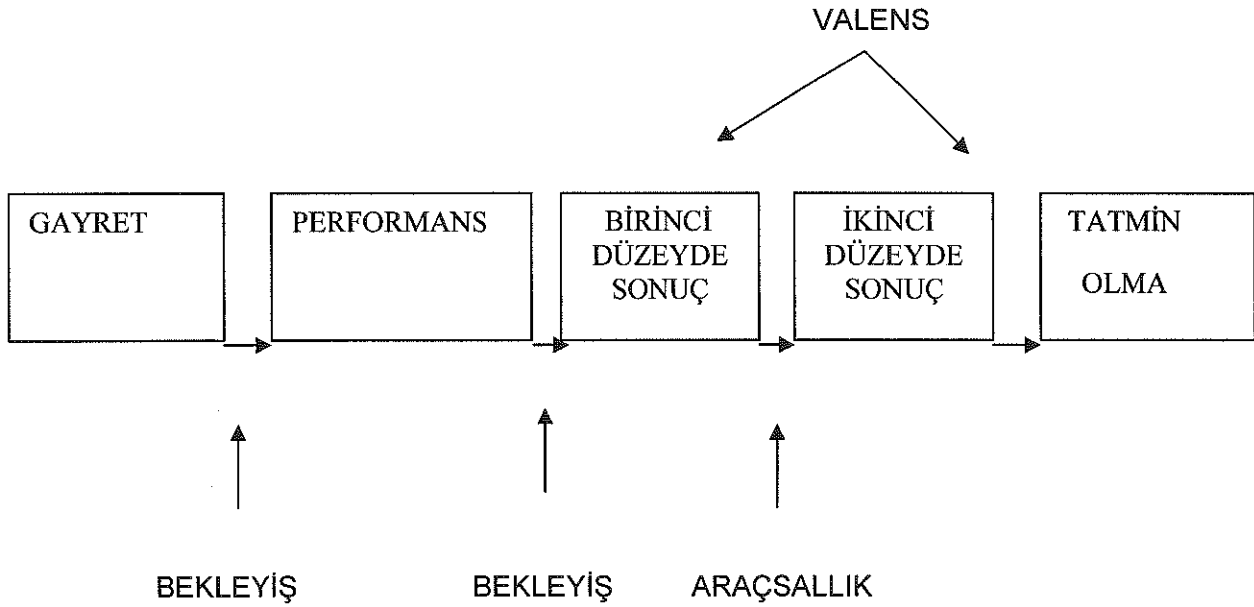 VALENS
GAYRET
PERFORMANS
BİRİNCİ
DÜZEYDE
SONUÇ
İKİNCİ
DÜZEYDE
SONUÇ
TATMİN
OLMA
BEKLEYİŞ
BEKLEYİŞ
ARAÇSALLIK